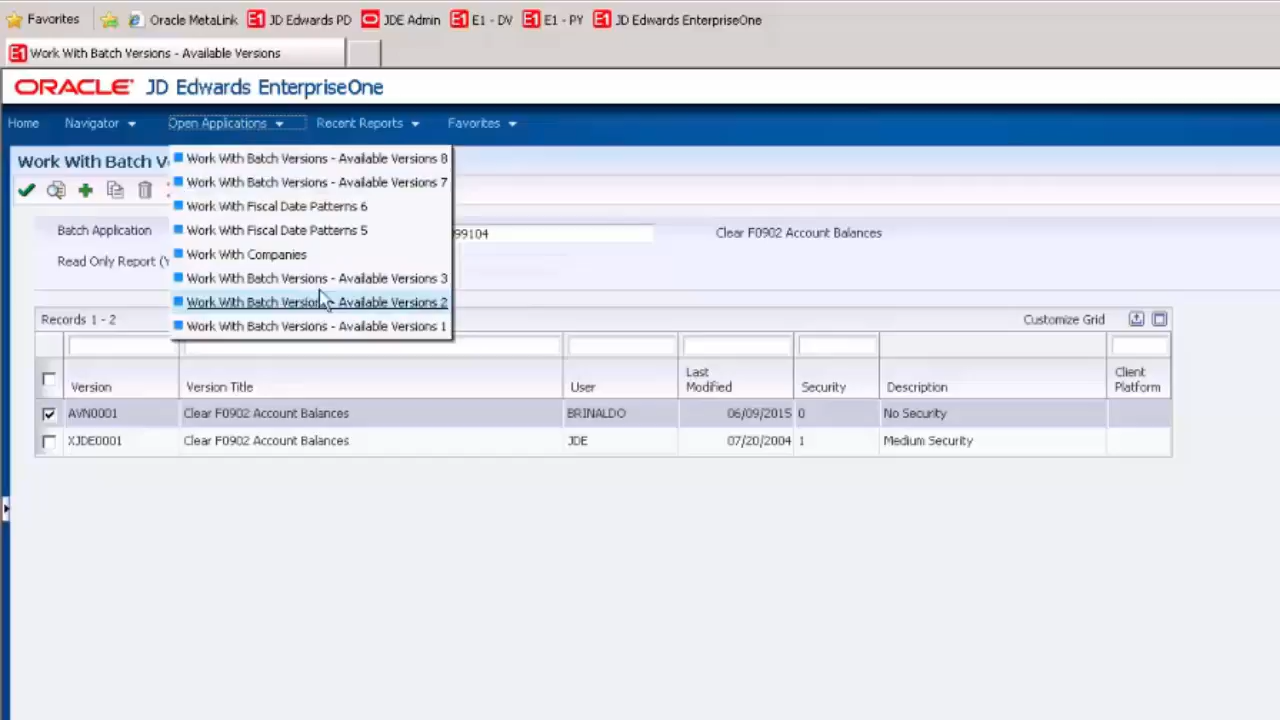 Favorites Oracle MetaLink E1 JD Edwards PD JDE Admin E1 E1 - DV E1 E1 - PY E1 JD Edwards EnterpriseOne
E1 Work With Batch Versions - Available Versions
ORACLE® JD Edwards EnterpriseOne
Home Navigator Open Applications Recent Reports Favorites
Work With Batch V
Work With Batch Versions - Available Versions 8
Work With Batch Versions - Available Versions 7
Work With Fiscal Date Patterns 6
Work With Fiscal Date Patterns 5
Work With Companies
Work With Batch Versions - Available Versions 3
Work With Batch Versions - Available Versions 2
Work With Batch Versions - Available Versions 1
Batch Application 99104 Clear F0902 Account Balances
Read Only Report (Y
Records 1 - 2 Customize Grid
Version Version Title User Last Modified Security Description Client Platform
AVN0001 Clear F0902 Account Balances BRINALDO 06/09/2015 0 No Security
XJDE0001 Clear F0902 Account Balances JDE 07/20/2004 1 Medium Security